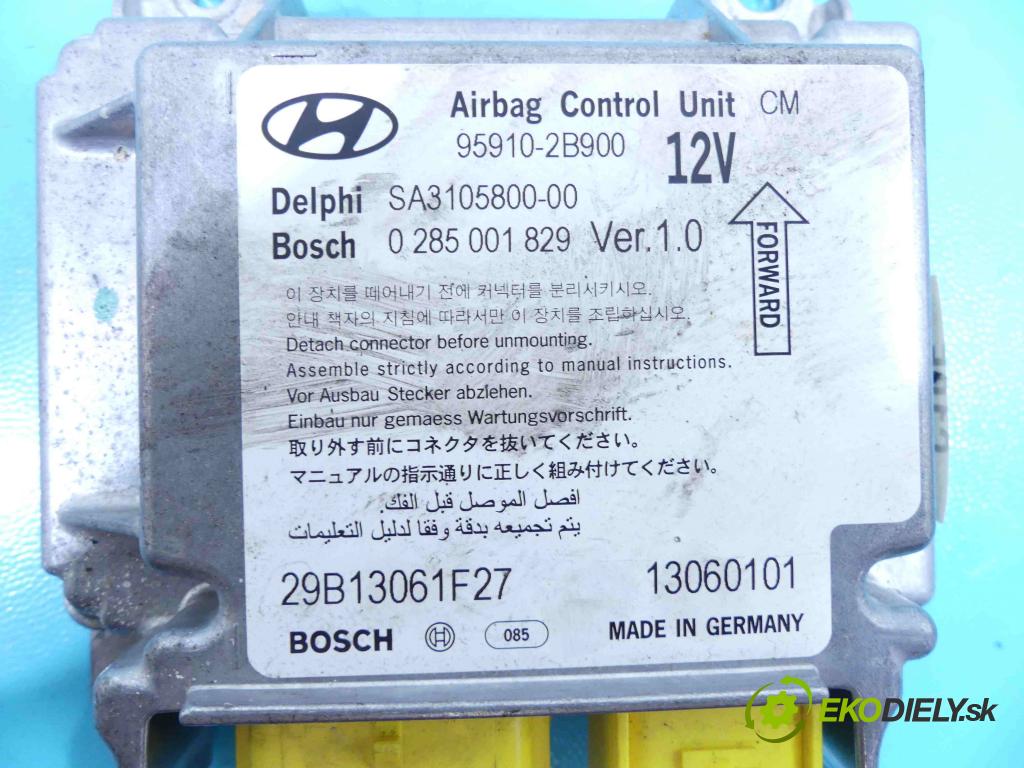 Airbag Control Unit CM
95910-2B900
12V
Delphi SA3105800-00
Bosch 0 285 001 829 Ver.1.0
FORWARD
이 장치를 떼어내기 전에 커넥터를 분리시키시오.
안내 책자의 지침에 따라서만 이 장치를 조립하십시오.
Detach connector before unmounting.
Assemble strictly according to manual instructions.
Vor Ausbau Stecker abziehen.
Einbau nur gemaess Wartungsvorschrift.
取り外す前にコネクタを抜いてください。
マニュアルの指示通りに正しく組み付けてください。
افصل الموصل قبل الفك.
يتم تجميعه بدقة وفقا لدليل التعليمات
29B13061F27 13060101
BOSCH 085 MADE IN GERMANY
EKODIELY.sk